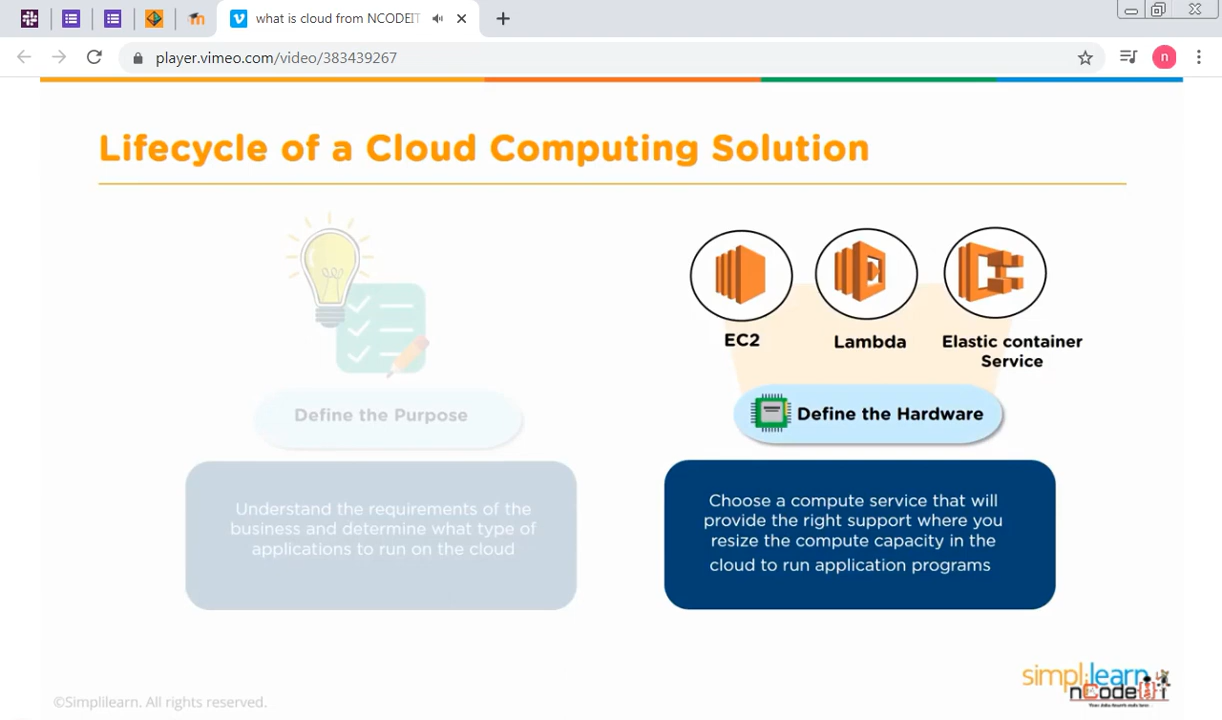 what is cloud from NCODEIT
player.vimeo.com/video/383439267
n
Lifecycle of a Cloud Computing Solution
EC2
Lambda
Elastic container
Service
Define the Purpose
Define the Hardware
Understand the requirements of the
business and determine what type of
applications to run on the cloud
Choose a compute service that will
provide the right support where you
resize the compute capacity in the
cloud to run application programs
simplilearn
©Simplilearn. All rights reserved.